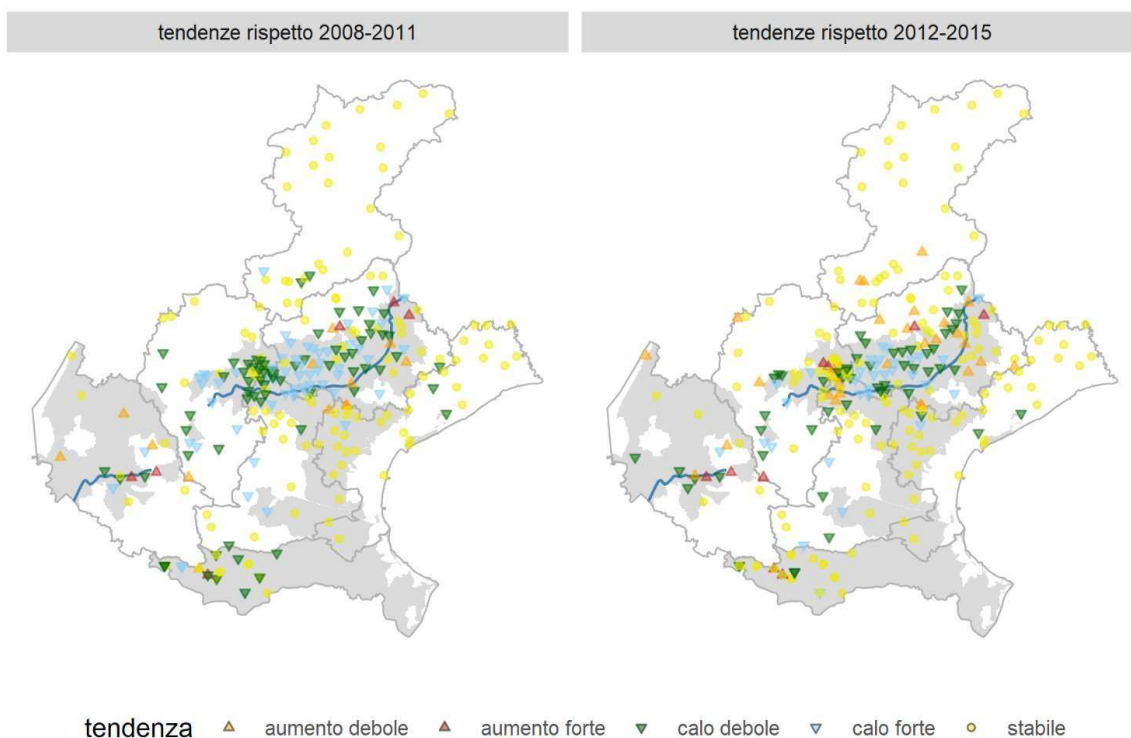 tendenze rispetto 2008-2011
tendenze rispetto 2012-2015
tendenza aumento debole aumento forte calo debole calo forte stabile